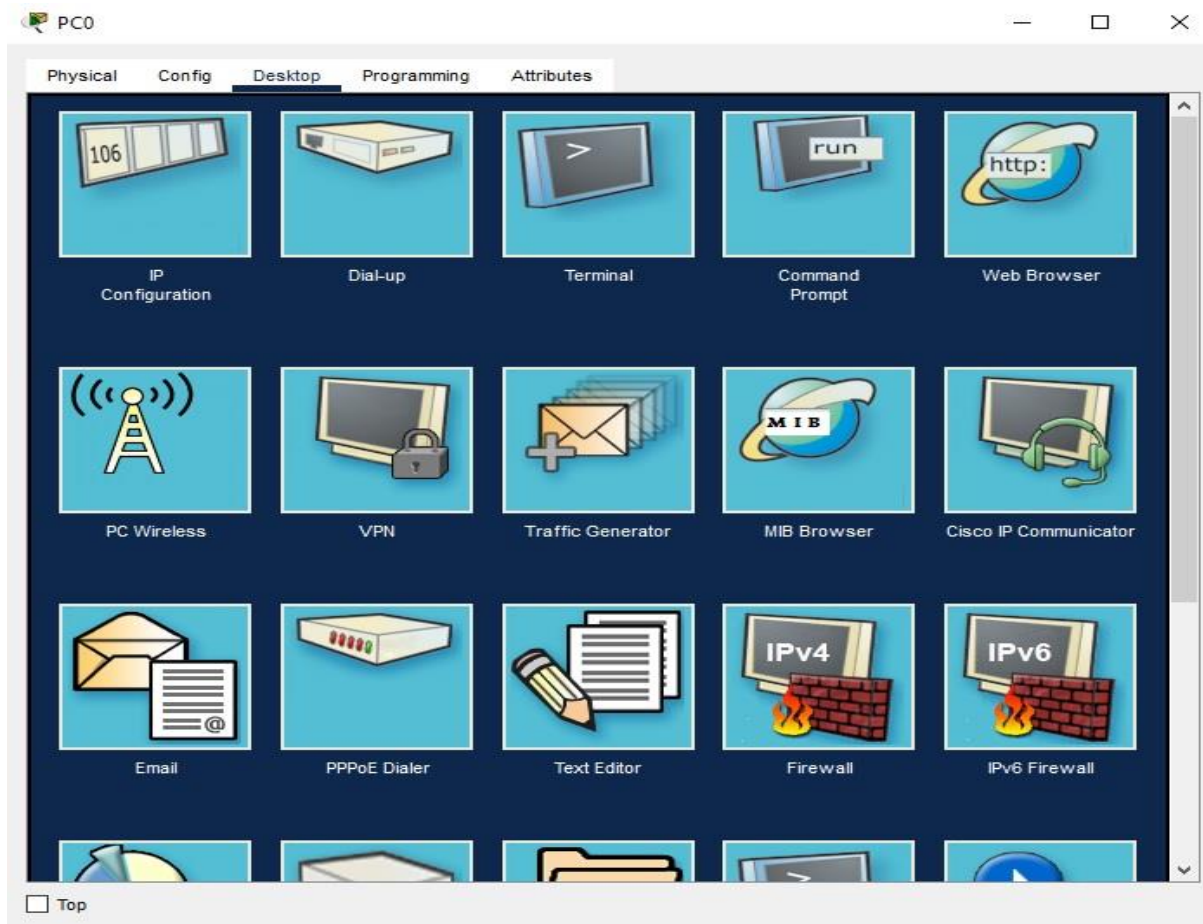 PC0
Physical Config Desktop Programming Attributes
106
>
run
http:
IP
Configuration
Dial-up
Terminal
Command
Prompt
Web Browser
MIB
PC Wireless
VPN
Traffic Generator
MIB Browser
Cisco IP Communicator
@
IPv4
IPv6
Email
PPPoE Dialer
Text Editor
Firewall
IPv6 Firewall
>
Top